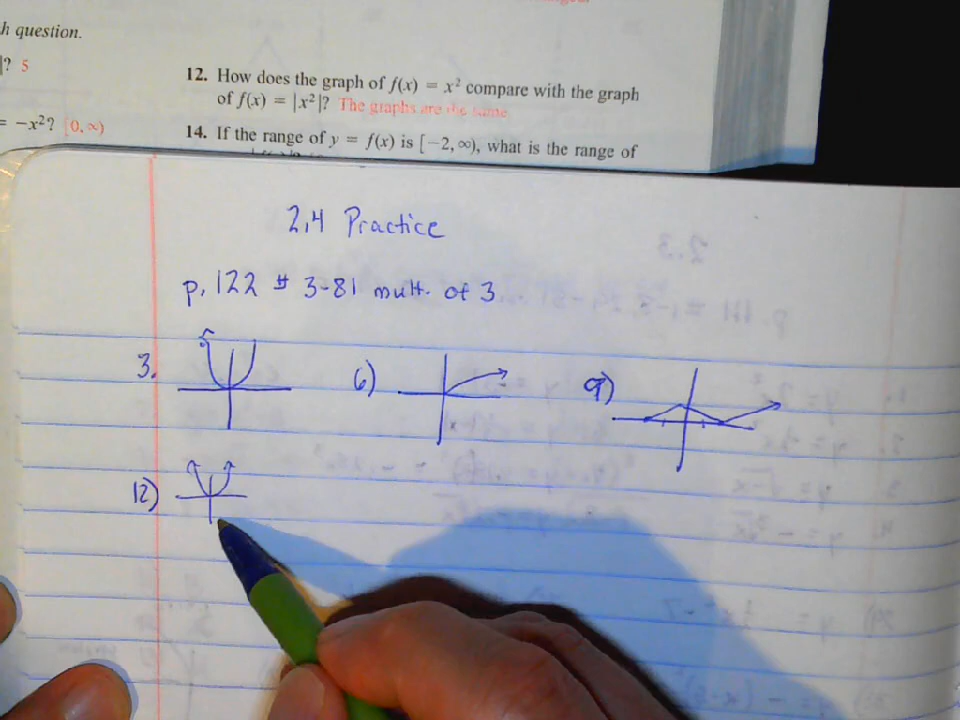 h question.
|? 5
= −x²? [0, ∞)
12. How does the graph of f(x) = x² compare with the graph
of f(x) = |x²|? The graphs are the same
14. If the range of y = f(x) is [−2, ∞), what is the range of
2.4 Practice
p. 122 # 3-81 mult. of 3
3.
6)
9)
12)